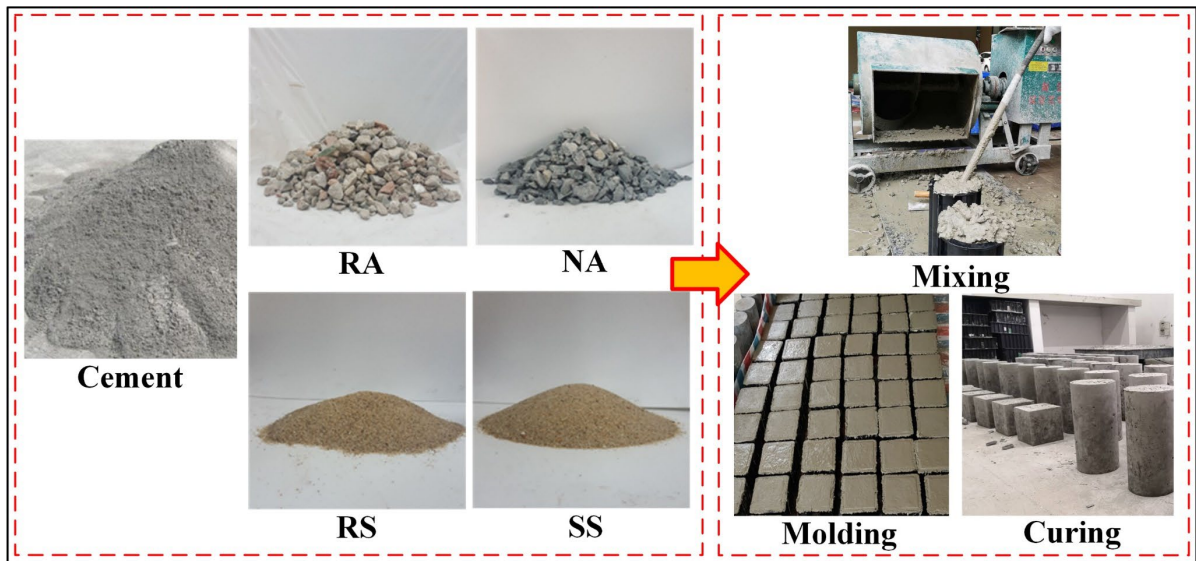 Cement
RA
NA
RS
SS
Mixing
Molding
Curing